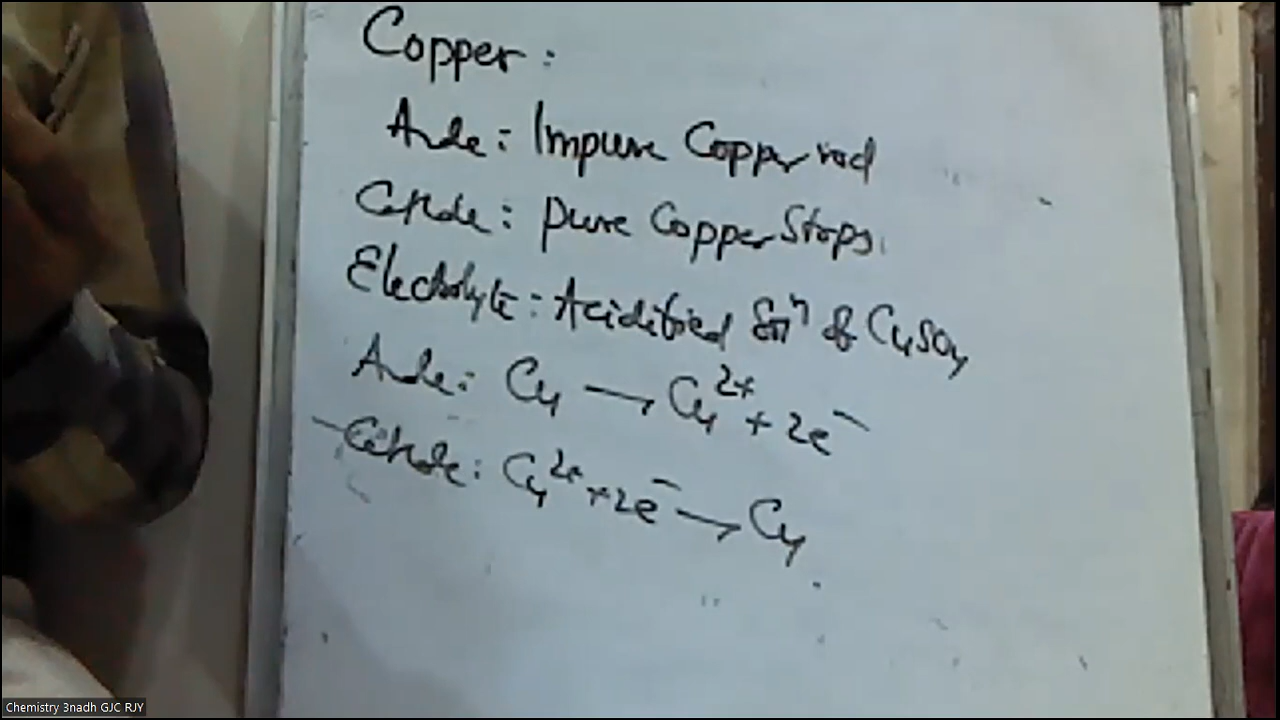 Copper :
Anode : Impure Copper rod
Cathode : pure Copper Strips.
Electrolyte : Acidified Solⁿ of CuSO₄
Anode : Cu → Cu²⁺ + 2e⁻
Cathode : Cu²⁺ + 2e⁻ → Cu
Chemistry 3nadh GJC RJY